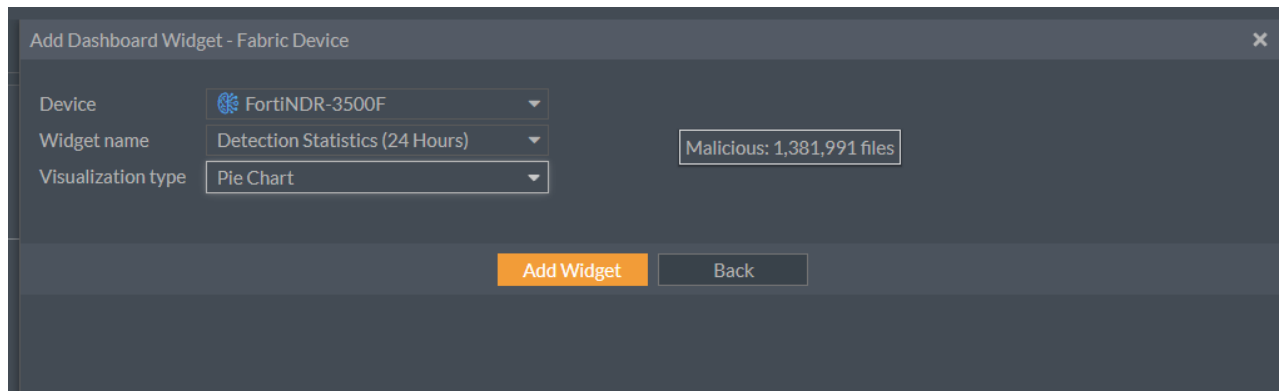 Add Dashboard Widget - Fabric Device
Device
FortiNDR-3500F
Widget name
Detection Statistics (24 Hours)
Malicious: 1,381,991 files
Visualization type
Pie Chart
Add Widget
Back